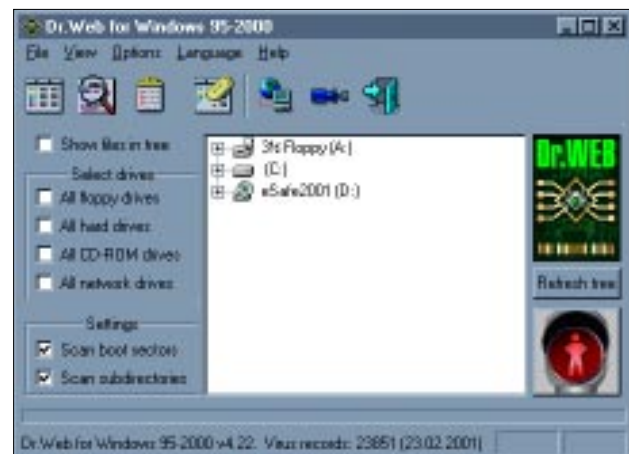 Dr.Web for Windows 95-2000
File View Options Language Help
Show files in tree
Select drives
All floppy drives
All hard drives
All CD-ROM drives
All network drives
Settings
Scan boot sectors
Scan subdirectories
3½ Floppy (A:)
(C:)
eSafe2001 (D:)
Dr.WEB
Refresh tree
Dr.Web for Windows 95-2000 v4.22. Virus records: 23851 (23.02.2001)